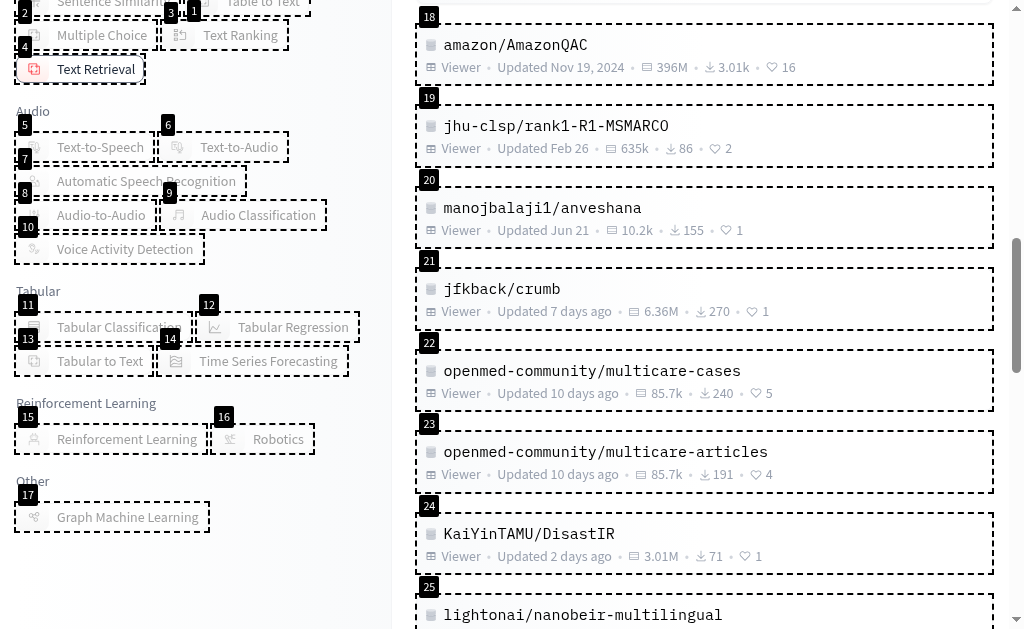 Sentence Similarity
Table to Text
2
3
1
Multiple Choice
Text Ranking
4
Text Retrieval
Audio
5
6
Text-to-Speech
Text-to-Audio
7
Automatic Speech Recognition
8
9
Audio-to-Audio
Audio Classification
10
Voice Activity Detection
Tabular
11
12
Tabular Classification
Tabular Regression
13
14
Tabular to Text
Time Series Forecasting
Reinforcement Learning
15
16
Reinforcement Learning
Robotics
Other
17
Graph Machine Learning
18
amazon/AmazonQAC
Viewer • Updated Nov 19, 2024 • 396M • 3.01k • 16
19
jhu-clsp/rank1-R1-MSMARCO
Viewer • Updated Feb 26 • 635k • 86 • 2
20
manojbalaji1/anveshana
Viewer • Updated Jun 21 • 10.2k • 155 • 1
21
jfkback/crumb
Viewer • Updated 7 days ago • 6.36M • 270 • 1
22
openmed-community/multicare-cases
Viewer • Updated 10 days ago • 85.7k • 240 • 5
23
openmed-community/multicare-articles
Viewer • Updated 10 days ago • 85.7k • 191 • 4
24
KaiYinTAMU/DisastIR
Viewer • Updated 2 days ago • 3.01M • 71 • 1
25
lightonai/nanobeir-multilingual